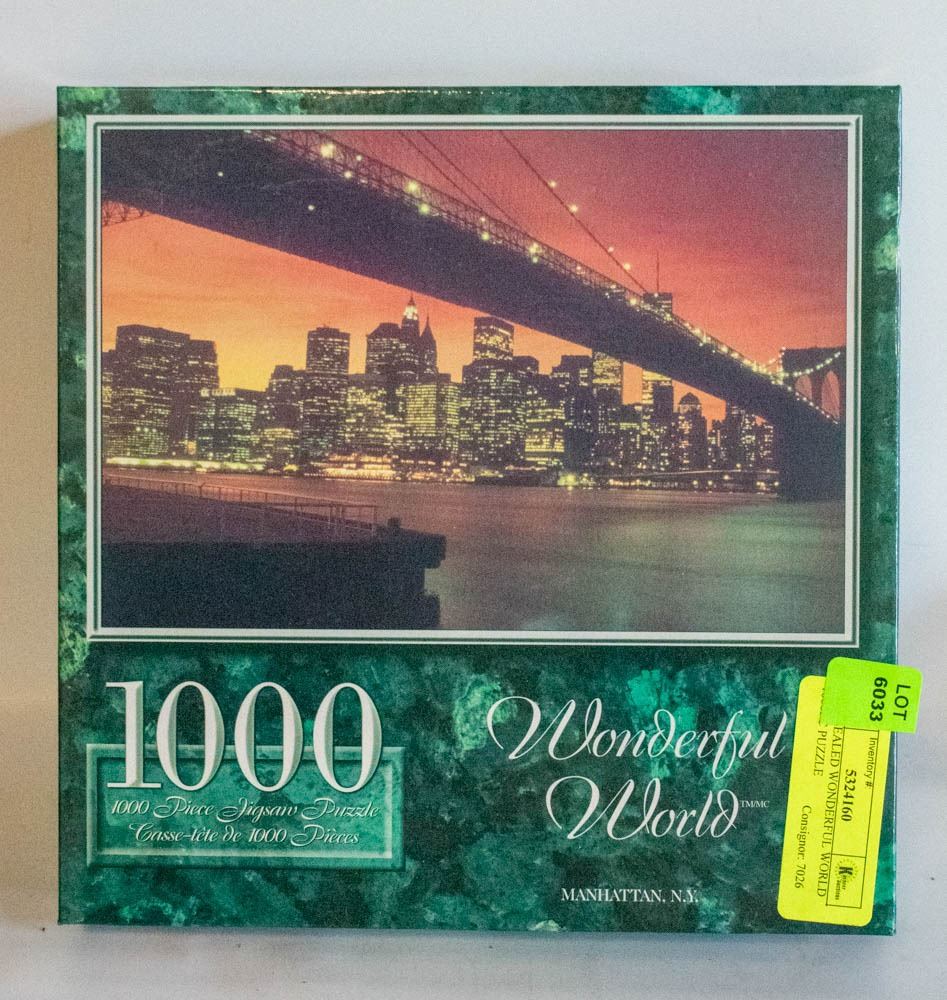 1000
1000 Piece Jigsaw Puzzle
Casse-tête de 1000 Pièces
Wonderful
World TM/MC
MANHATTAN, N.Y.
LOT
6033
Inventory #
5324160
EALED WONDERFUL WORLD
PUZZLE
Consignor: 7026